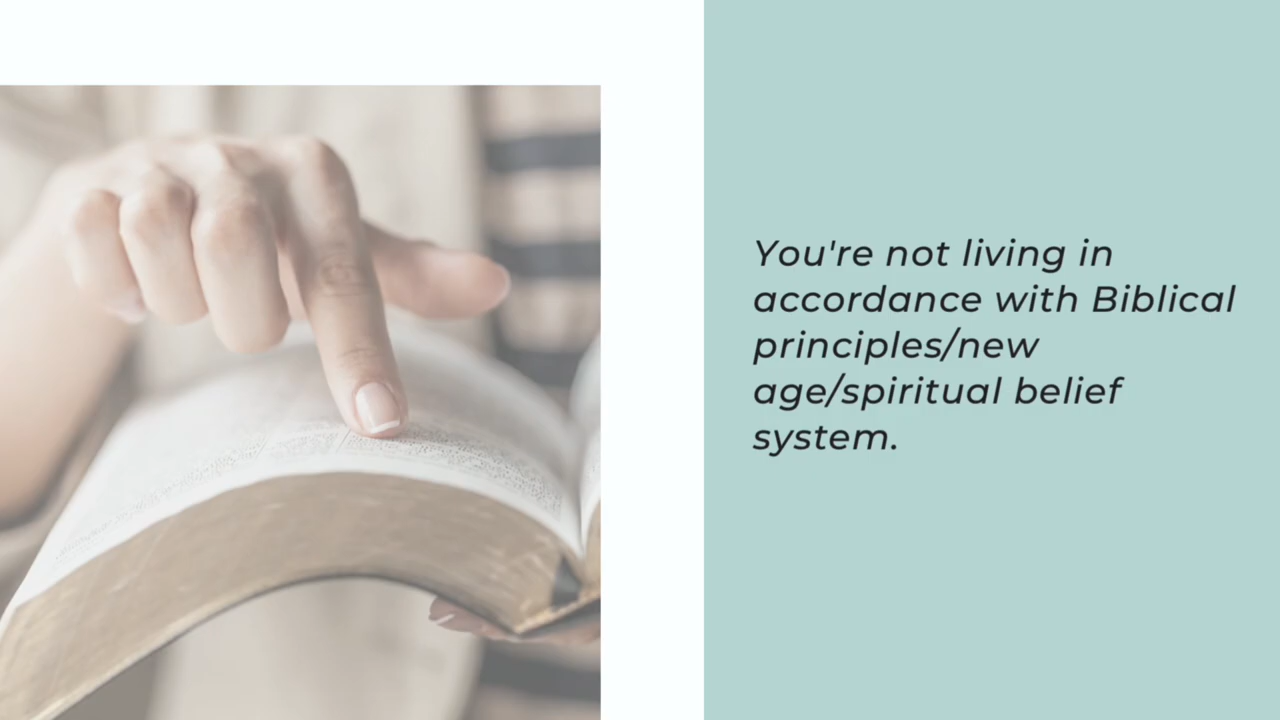 You're not living in
accordance with Biblical
principles/new
age/spiritual belief
system.